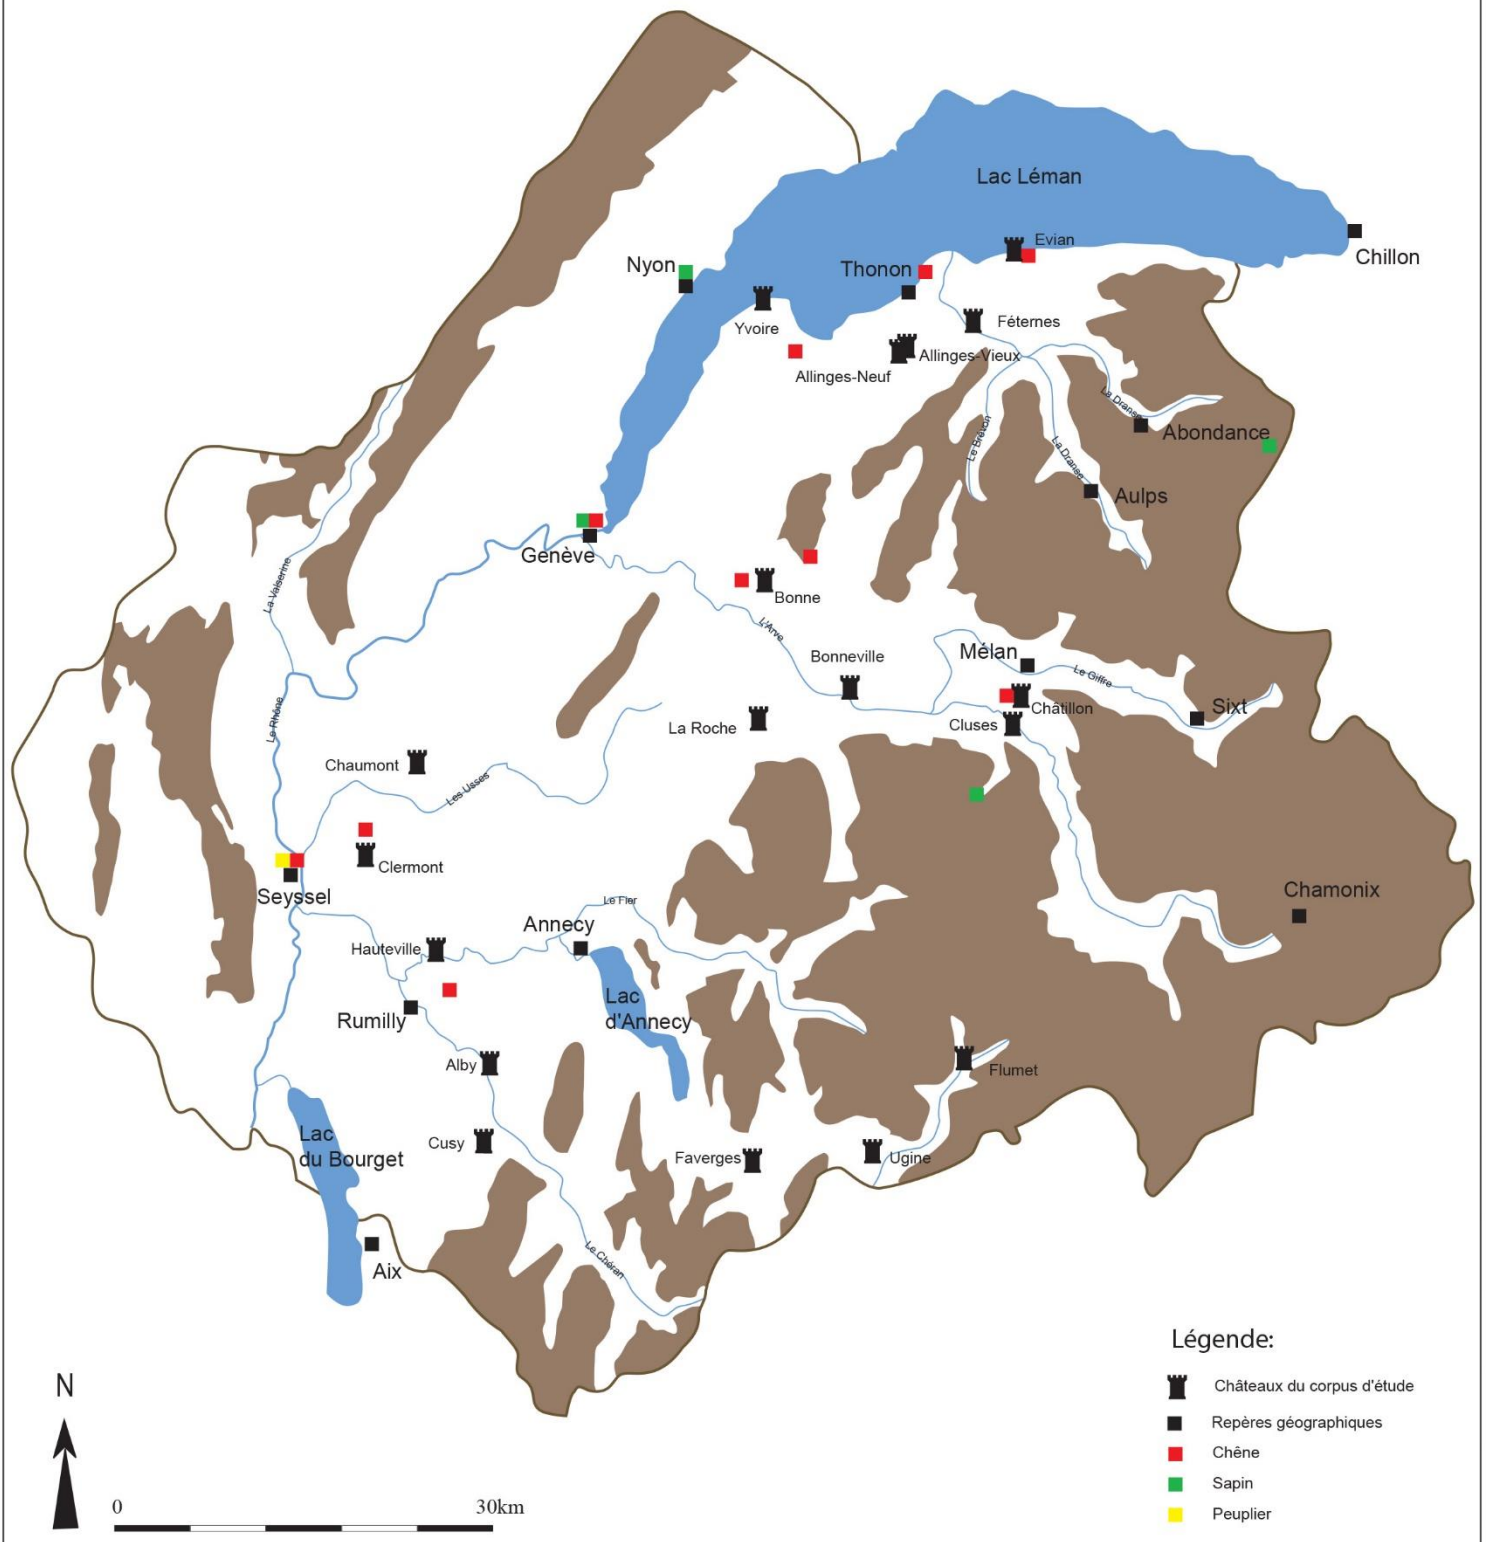 Lac Léman
Evian
Chillon
Nyon
Thonon
Yvoire
Féternes
Allinges-Vieux
Allinges-Neuf
La Dranse
Le Brévon
La Dranse
Abondance
Aulps
Genève
La Valserine
Bonne
L'Arve
Bonneville
Mélan
Le Giffre
Le Rhône
Châtillon
Sixt
La Roche
Cluses
Chaumont
Les Usses
Clermont
Seyssel
Chamonix
Le Fier
Annecy
Hauteville
Lac
d'Annecy
Rumilly
Alby
Flumet
Lac
du Bourget
Cusy
Faverges
Ugine
Le Chéran
Aix
Légende:
Châteaux du corpus d'étude
Repères géographiques
Chêne
Sapin
Peuplier
N
0 30km